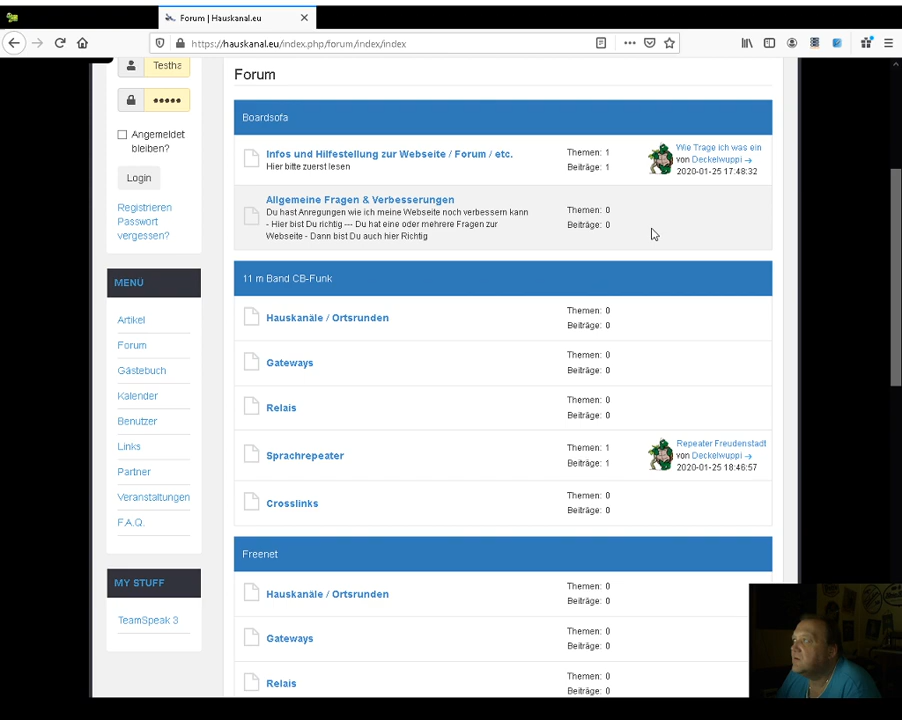 Forum | Hauskanal.eu
https://hauskanal.eu/index.php/forum/index/index
Testha
Angemeldet
bleiben?
Login
Registrieren
Passwort
vergessen?
MENÜ
Artikel
Forum
Gästebuch
Kalender
Benutzer
Links
Partner
Veranstaltungen
F.A.Q.
MY STUFF
TeamSpeak 3
Forum
Boardsofa
Infos und Hilfestellung zur Webseite / Forum / etc.
Hier bitte zuerst lesen
Themen: 1
Beiträge: 1
Wie Trage ich was ein
von Deckelwuppi
2020-01-25 17:48:32
Allgemeine Fragen & Verbesserungen
Du hast Anregungen wie ich meine Webseite noch verbessern kann
- Hier bist Du richtig --- Du hat eine oder mehrere Fragen zur
Webseite - Dann bist Du auch hier Richtig
Themen: 0
Beiträge: 0
11 m Band CB-Funk
Hauskanäle / Ortsrunden
Themen: 0
Beiträge: 0
Gateways
Themen: 0
Beiträge: 0
Relais
Themen: 0
Beiträge: 0
Sprachrepeater
Themen: 1
Beiträge: 1
Repeater Freudenstadt
von Deckelwuppi
2020-01-25 18:46:57
Crosslinks
Themen: 0
Beiträge: 0
Freenet
Hauskanäle / Ortsrunden
Themen: 0
Beiträge: 0
Gateways
Themen: 0
Beiträge: 0
Relais
Themen: 0
Beiträge: 0